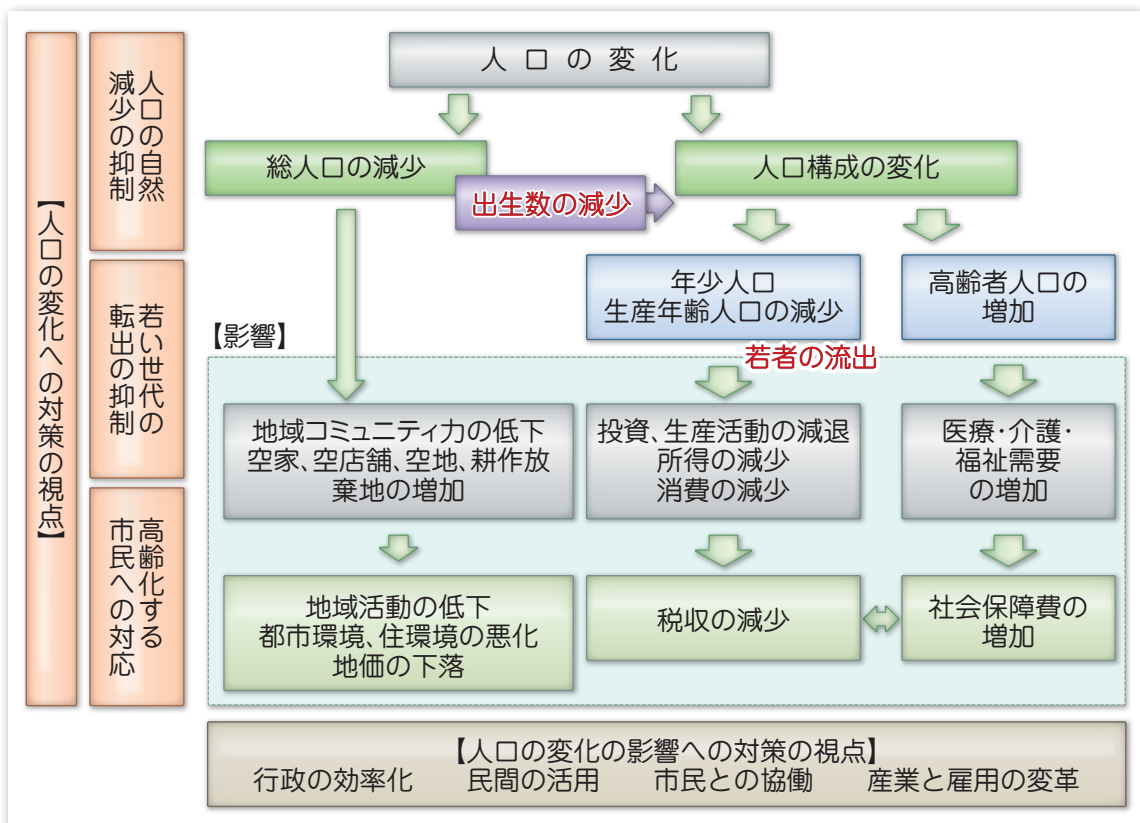 【人口の変化への対策の視点】
人口の自然
減少の抑制
若い世代の
転出の抑制
高齢化する
市民への対応
人口の変化
総人口の減少
出生数の減少
人口構成の変化
年少人口
生産年齢人口の減少
高齢者人口の
増加
【影響】
若者の流出
地域コミュニティ力の低下
空家、空店舗、空地、耕作放
棄地の増加
投資、生産活動の減退
所得の減少
消費の減少
医療・介護・
福祉需要
の増加
地域活動の低下
都市環境、住環境の悪化
地価の下落
税収の減少
社会保障費の
増加
【人口の変化の影響への対策の視点】
行政の効率化 民間の活用 市民との協働 産業と雇用の変革